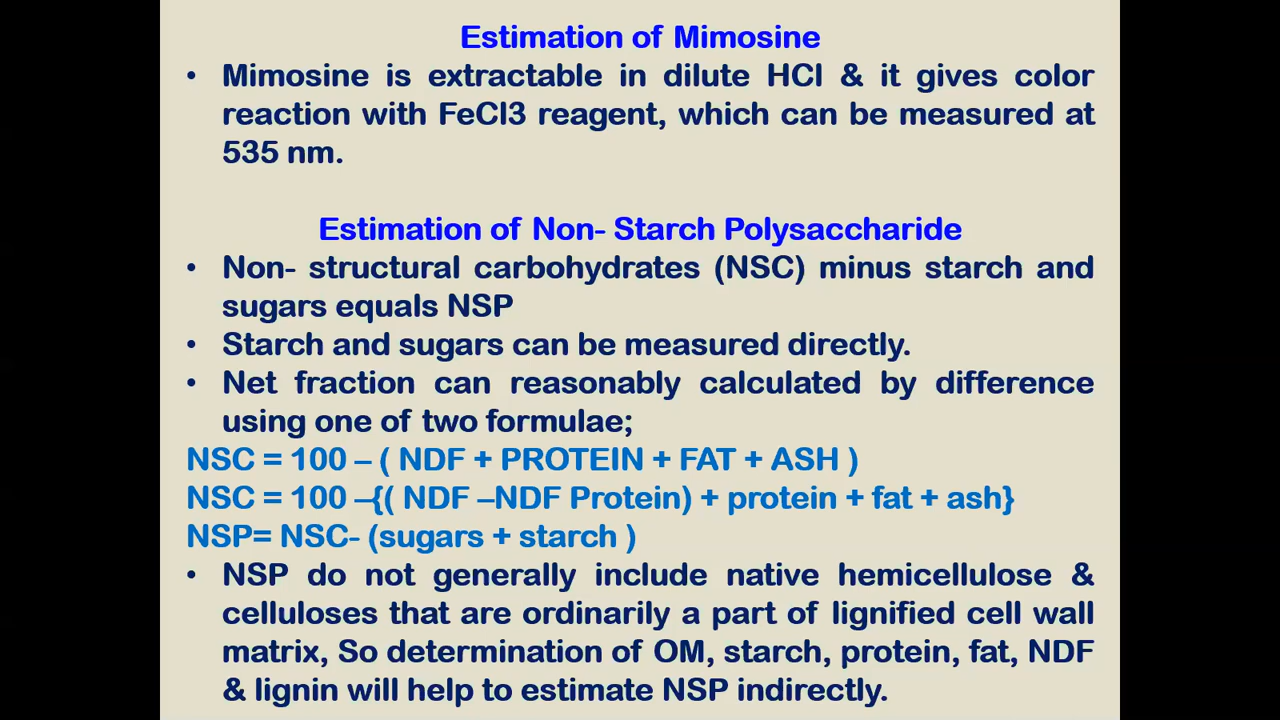 Estimation of Mimosine
• Mimosine is extractable in dilute HCl & it gives color
reaction with FeCl3 reagent, which can be measured at
535 nm.
Estimation of Non- Starch Polysaccharide
• Non- structural carbohydrates (NSC) minus starch and
sugars equals NSP
• Starch and sugars can be measured directly.
• Net fraction can reasonably calculated by difference
using one of two formulae;
NSC = 100 – ( NDF + PROTEIN + FAT + ASH )
NSC = 100 –{( NDF –NDF Protein) + protein + fat + ash}
NSP= NSC- (sugars + starch )
• NSP do not generally include native hemicellulose &
celluloses that are ordinarily a part of lignified cell wall
matrix, So determination of OM, starch, protein, fat, NDF
& lignin will help to estimate NSP indirectly.